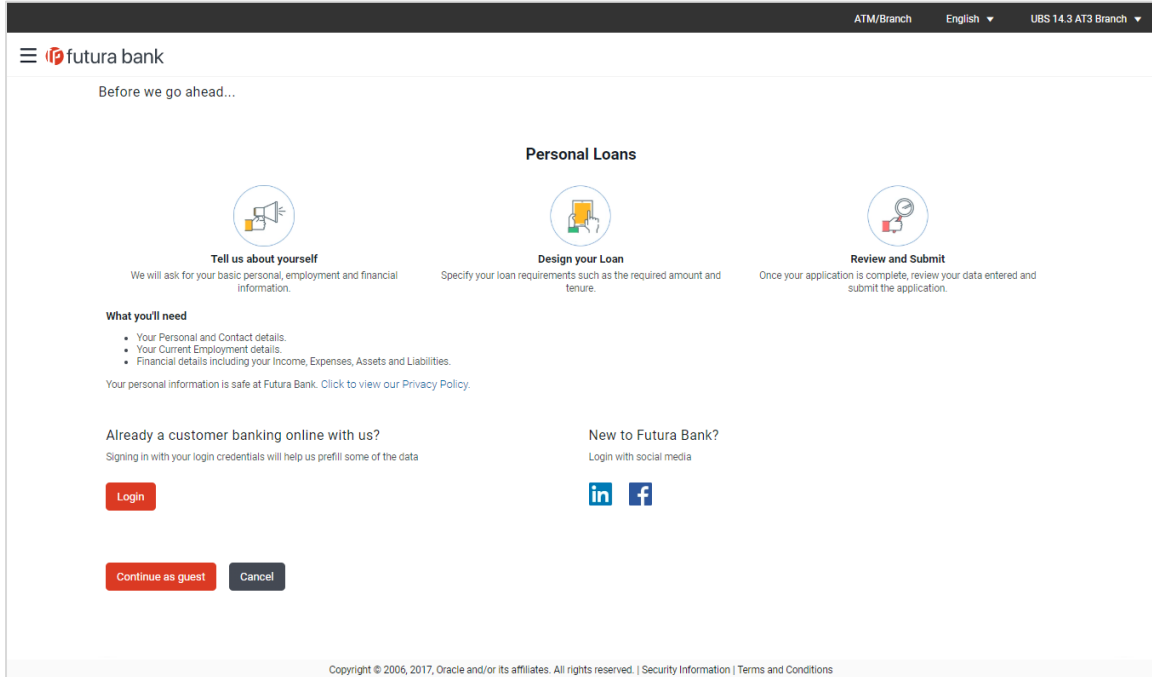 ATM/Branch English UBS 14.3 AT3 Branch
futura bank
Before we go ahead...
Personal Loans
Tell us about yourself
We will ask for your basic personal, employment and financial
information.
Design your Loan
Specify your loan requirements such as the required amount and
tenure.
Review and Submit
Once your application is complete, review your data entered and
submit the application.
What you'll need
• Your Personal and Contact details.
• Your Current Employment details.
• Financial details including your Income, Expenses, Assets and Liabilities.
Your personal information is safe at Futura Bank. Click to view our Privacy Policy.
Already a customer banking online with us?
Signing in with your login credentials will help us prefill some of the data
Login
New to Futura Bank?
Login with social media
in f
Continue as guest Cancel
Copyright © 2006, 2017, Oracle and/or its affiliates. All rights reserved. | Security Information | Terms and Conditions